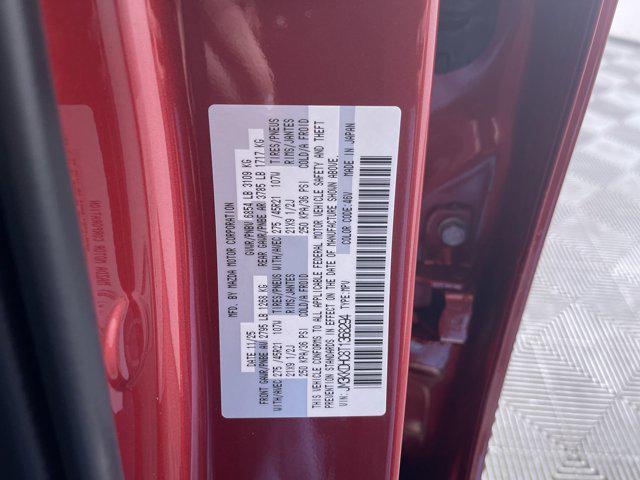 MFD. BY MAZDA MOTOR CORPORATION
DATE 11/25 GVWR/PNBV 6854 LB 3109 KG
FRONT GAWR/PNBE AV 2795 LB 1268 KG REAR GAWR/PNBE AR 3785 LB 1717 KG
WITH/AVEC 275 /45R21 107W TIRES/PNEUS WITH/AVEC 275 /45R21 107W TIRES/PNEUS
21X9 1/2J RIMS/JANTES 21X9 1/2J RIMS/JANTES
250 KPA/36 PSI COLD/A FROID 250 KPA/36 PSI COLD/A FROID
THIS VEHICLE CONFORMS TO ALL APPLICABLE FEDERAL MOTOR VEHICLE SAFETY AND THEFT
PREVENTION STANDARDS IN EFFECT ON THE DATE OF MANUFACTURE SHOWN ABOVE.
VIN: TYPE:MPV COLOR CODE:46V MADE IN JAPAN